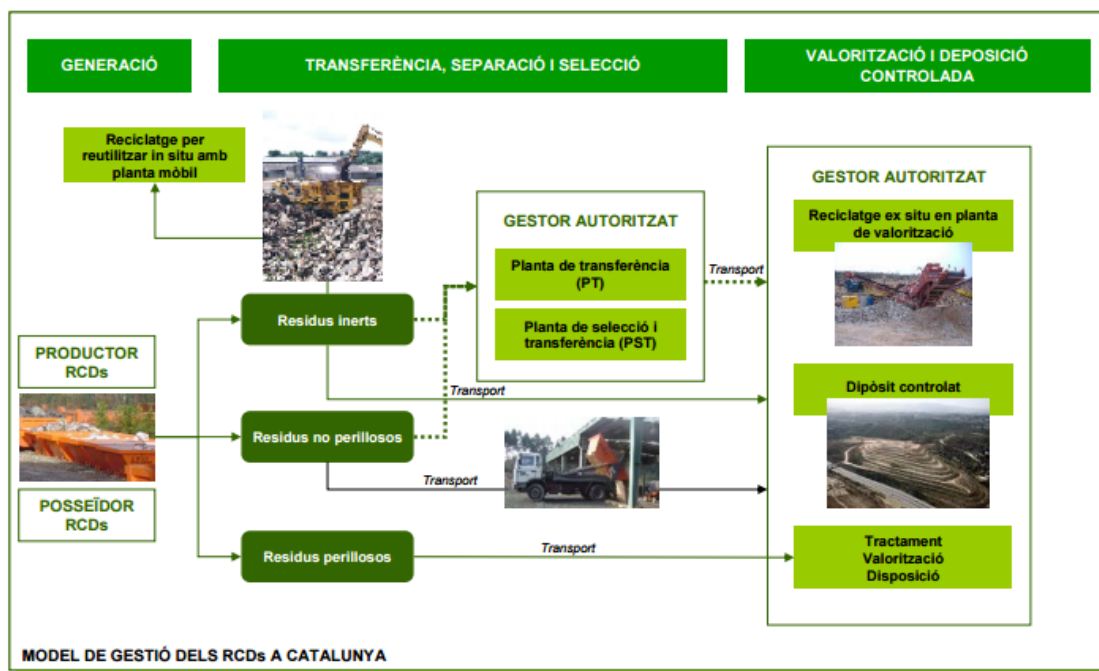 GENERACIÓ
TRANSFERÈNCIA, SEPARACIÓ I SELECCIÓ
VALORITZACIÓ I DEPOSICIÓ
CONTROLADA
Reciclatge per
reutilitzar in situ amb
planta mòbil
GESTOR AUTORITZAT
Planta de transferència
(PT)
Planta de selecció i
transferència (PST)
Transport
GESTOR AUTORITZAT
Reciclatge ex situ en planta
de valorització
Residus inerts
PRODUCTOR
RCDs
Transport
Dipòsit controlat
Residus no perillosos
Transport
POSSEÏDOR
RCDs
Residus perillosos
Transport
Tractament
Valorització
Disposició
MODEL DE GESTIÓ DELS RCDs A CATALUNYA